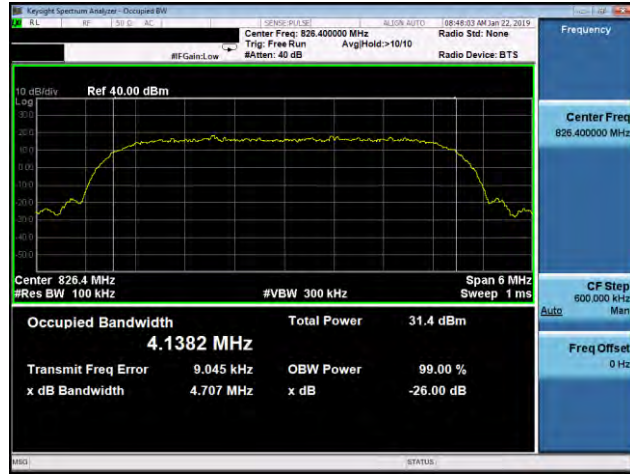 Keysight Spectrum Analyzer - Occupied BW
RL RF 50 Ω AC SENSE:PULSE ALIGN AUTO 08:48:03 AM Jan 22, 2019
Center Freq: 826.400000 MHz Radio Std: None
Trig: Free Run Avg|Hold:>10/10
#IFGain:Low #Atten: 40 dB Radio Device: BTS
Frequency
10 dB/div Ref 40.00 dBm
Log
30.0
20.0
10.0
0.00
-10.0
-20.0
-30.0
-40.0
-50.0
Center Freq
826.400000 MHz
Center 826.4 MHz Span 6 MHz
#Res BW 100 kHz #VBW 300 kHz Sweep 1 ms
CF Step
600.000 kHz
Auto Man
Occupied Bandwidth Total Power 31.4 dBm
4.1382 MHz
Transmit Freq Error 9.045 kHz OBW Power 99.00 %
x dB Bandwidth 4.707 MHz x dB -26.00 dB
Freq Offset
0 Hz
MSG STATUS